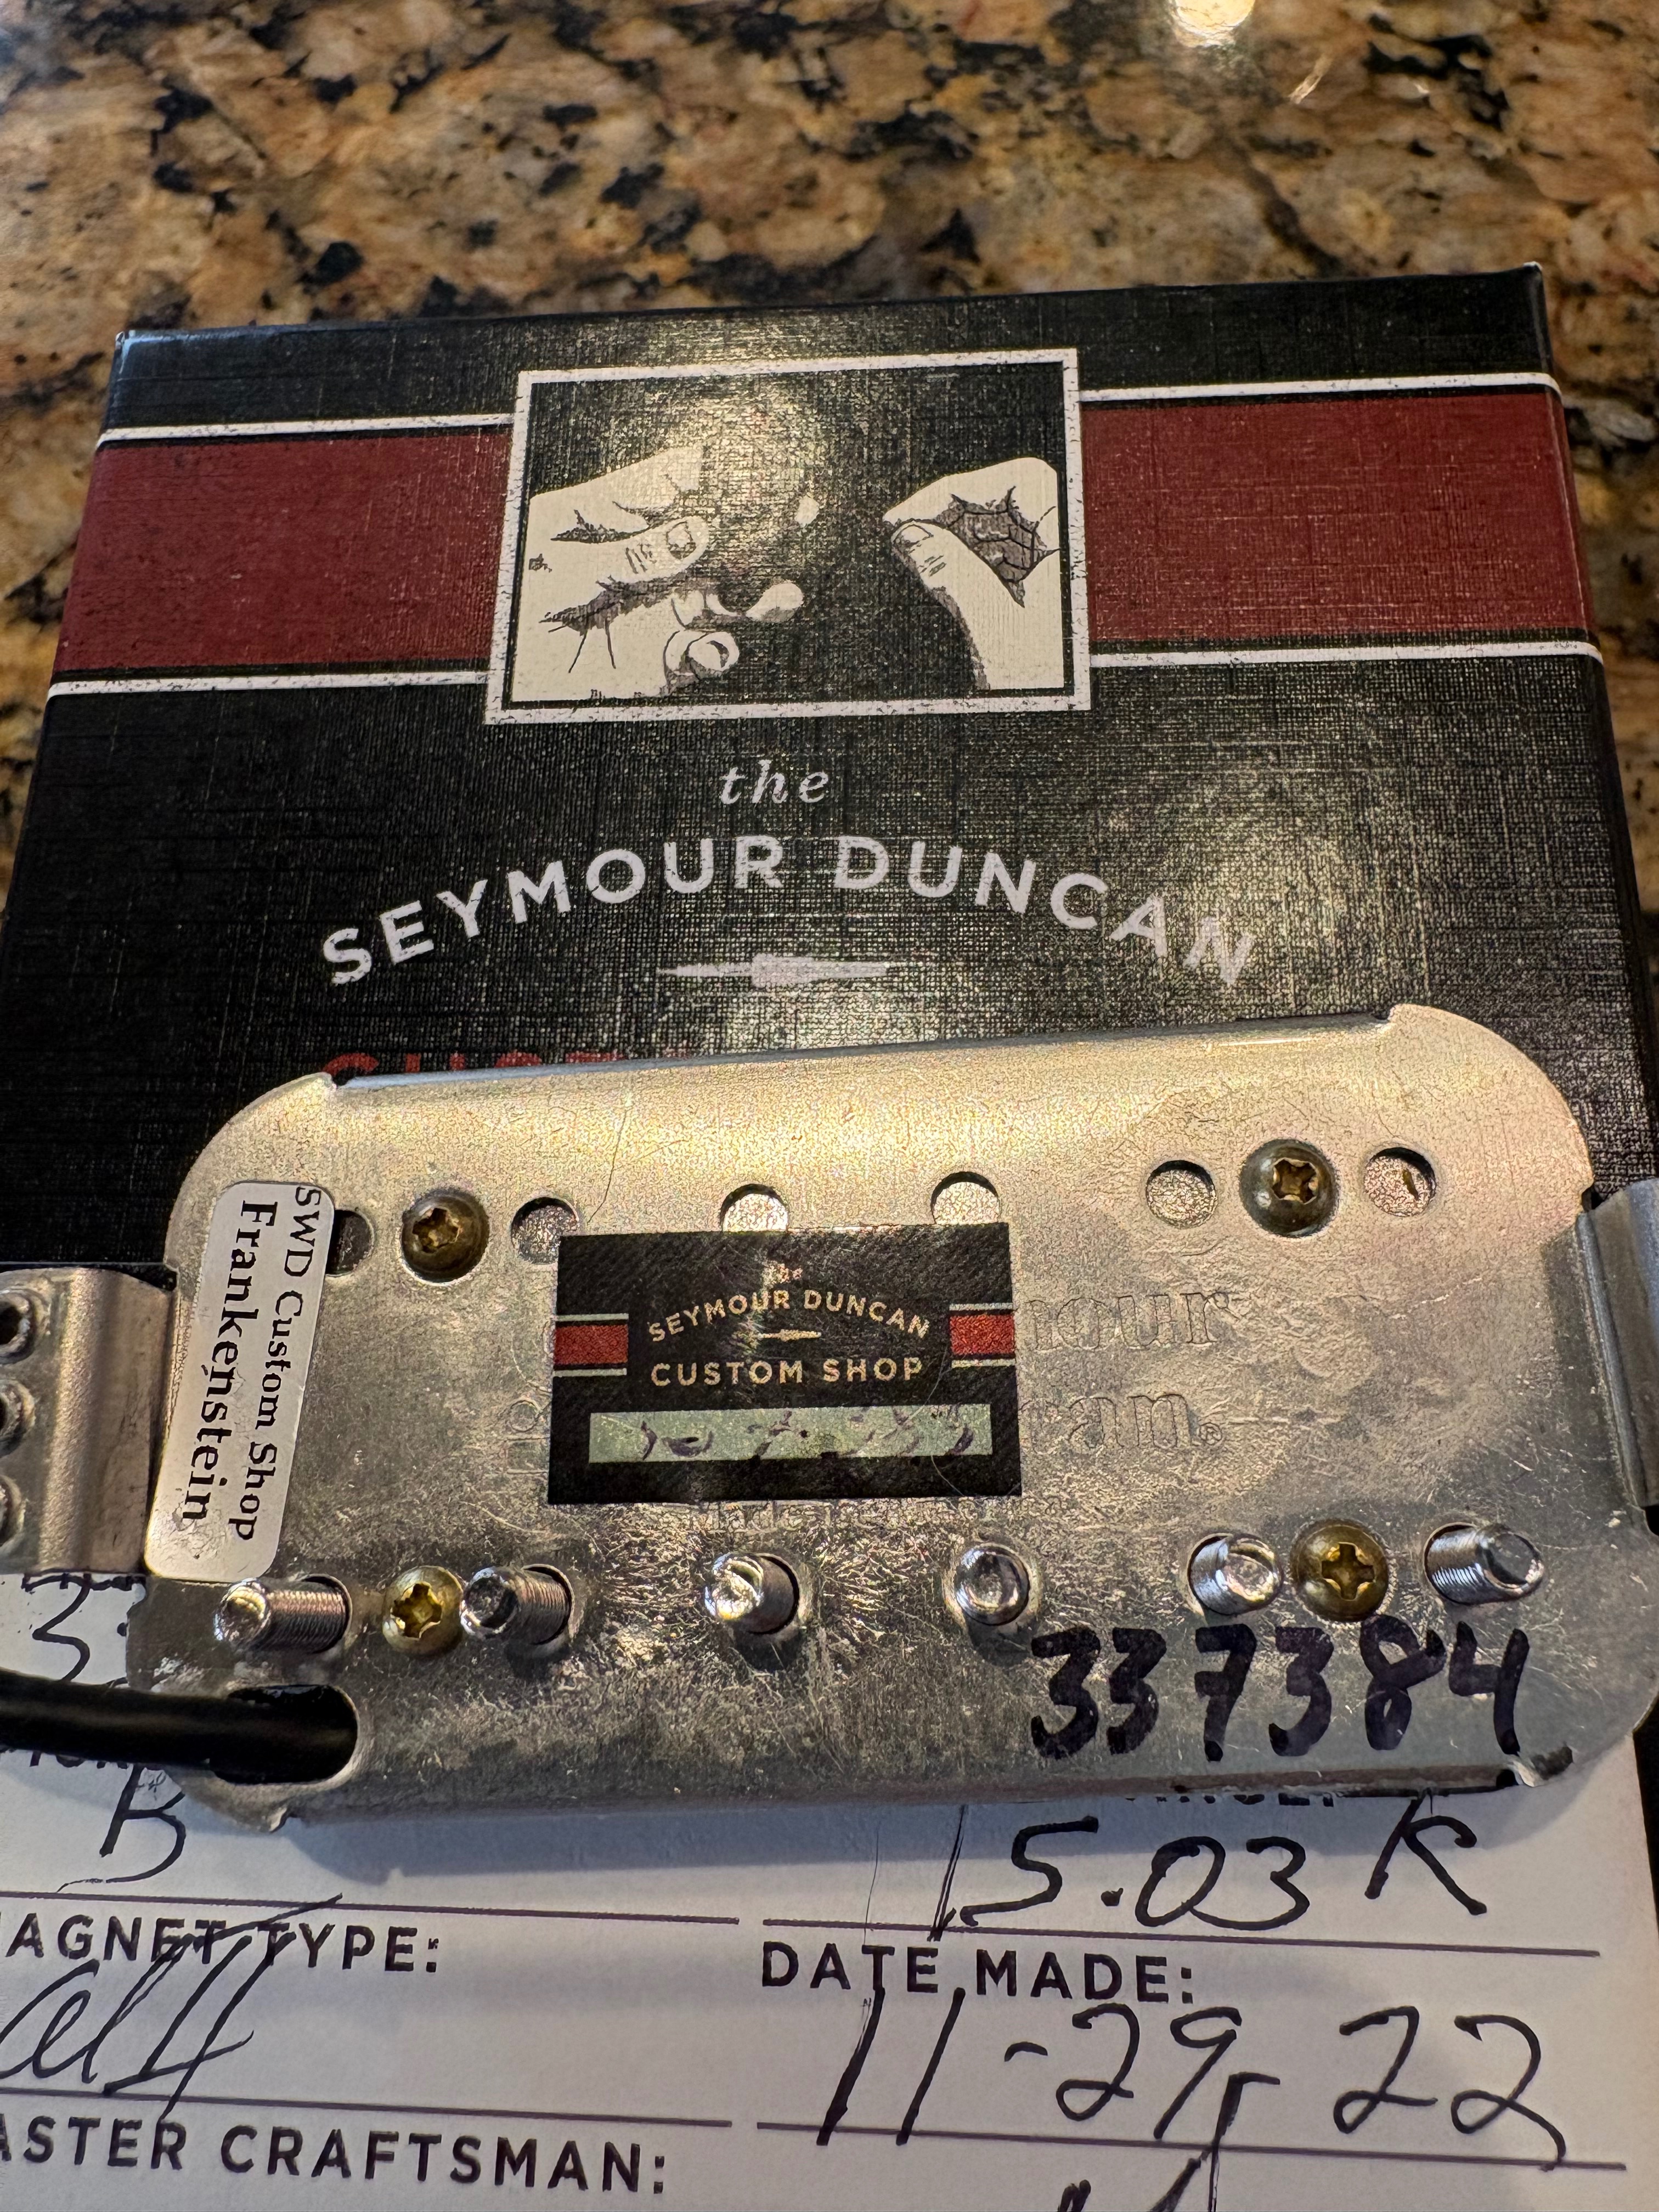 the
SEYMOUR DUNCAN
SWD Custom Shop
Frankenstein
the
SEYMOUR DUNCAN
CUSTOM SHOP
337384
B
15.03 K
MAGNET TYPE:
DATE MADE:
11-29-22
MASTER CRAFTSMAN: